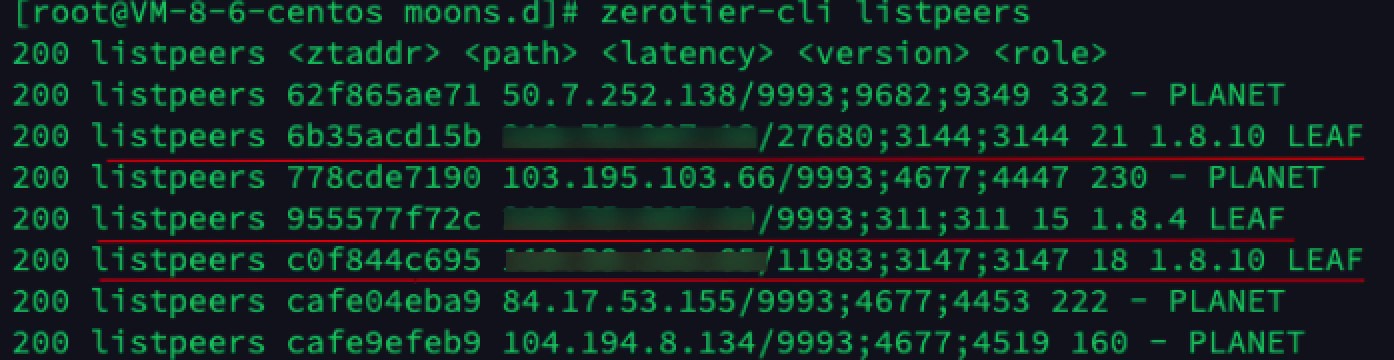 [root@VM-8-6-centos moons.d]# zerotier-cli listpeers
200 listpeers <ztaddr> <path> <latency> <version> <role>
200 listpeers 62f865ae71 50.7.252.138/9993;9682;9349 332 - PLANET
200 listpeers 6b35acd15b /27680;3144;3144 21 1.8.10 LEAF
200 listpeers 778cde7190 103.195.103.66/9993;4677;4447 230 - PLANET
200 listpeers 955577f72c /9993;311;311 15 1.8.4 LEAF
200 listpeers c0f844c695 /11983;3147;3147 18 1.8.10 LEAF
200 listpeers cafe04eba9 84.17.53.155/9993;4677;4453 222 - PLANET
200 listpeers cafe9efeb9 104.194.8.134/9993;4677;4519 160 - PLANET